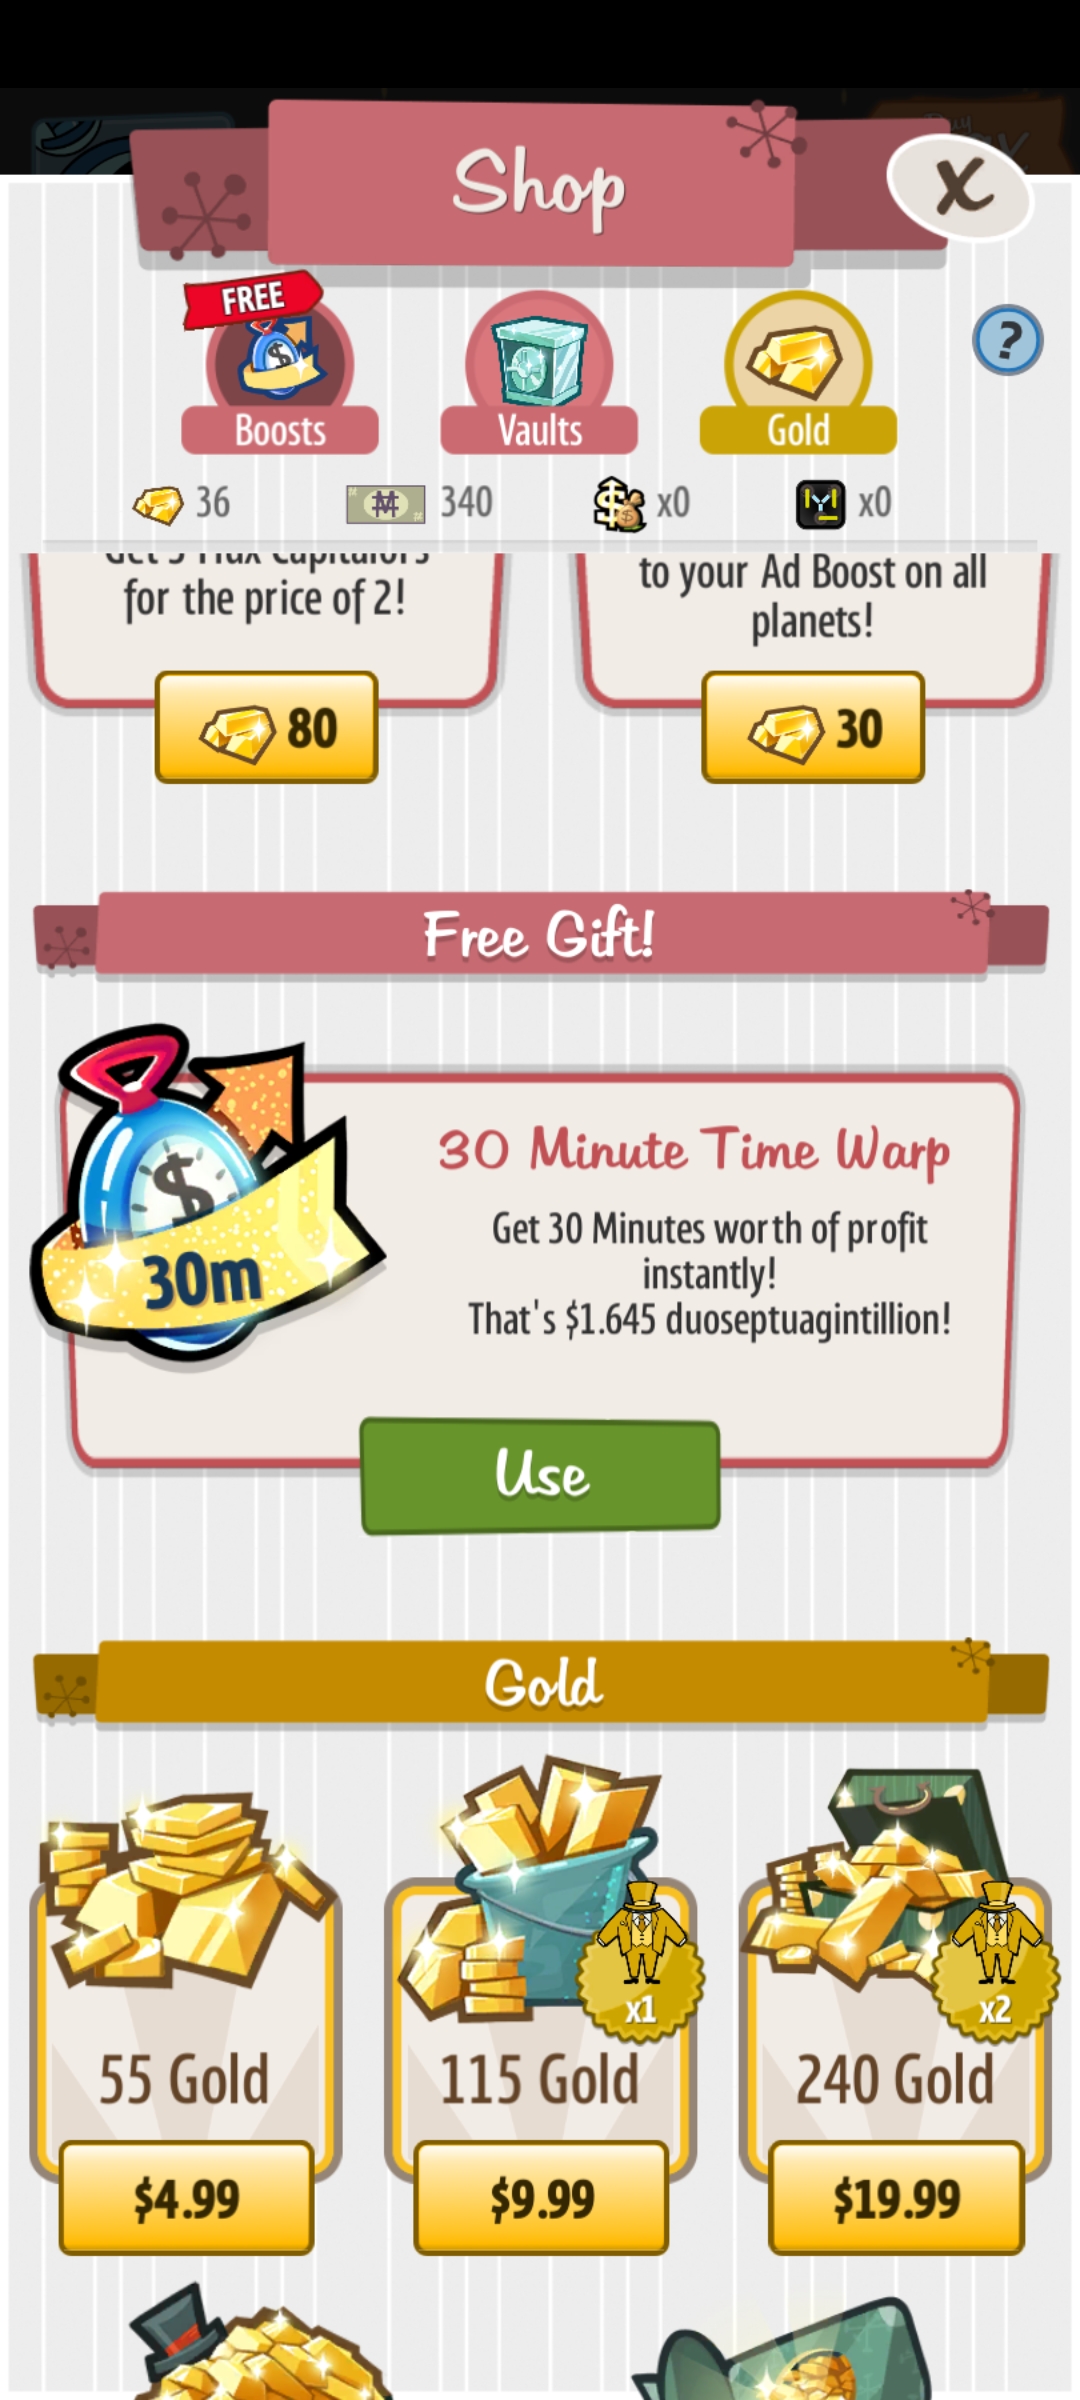 Shop
X
FREE
?
Boosts
Vaults
Gold
36
340
x0
x0
for the price of 2!
to your Ad Boost on all
planets!
80
30
Free Gift!
$
30m
30 Minute Time Warp
Get 30 Minutes worth of profit
instantly!
That's $1.645 duoseptuagintillion!
Use
Gold
x1
x2
55 Gold
115 Gold
240 Gold
$4.99
$9.99
$19.99